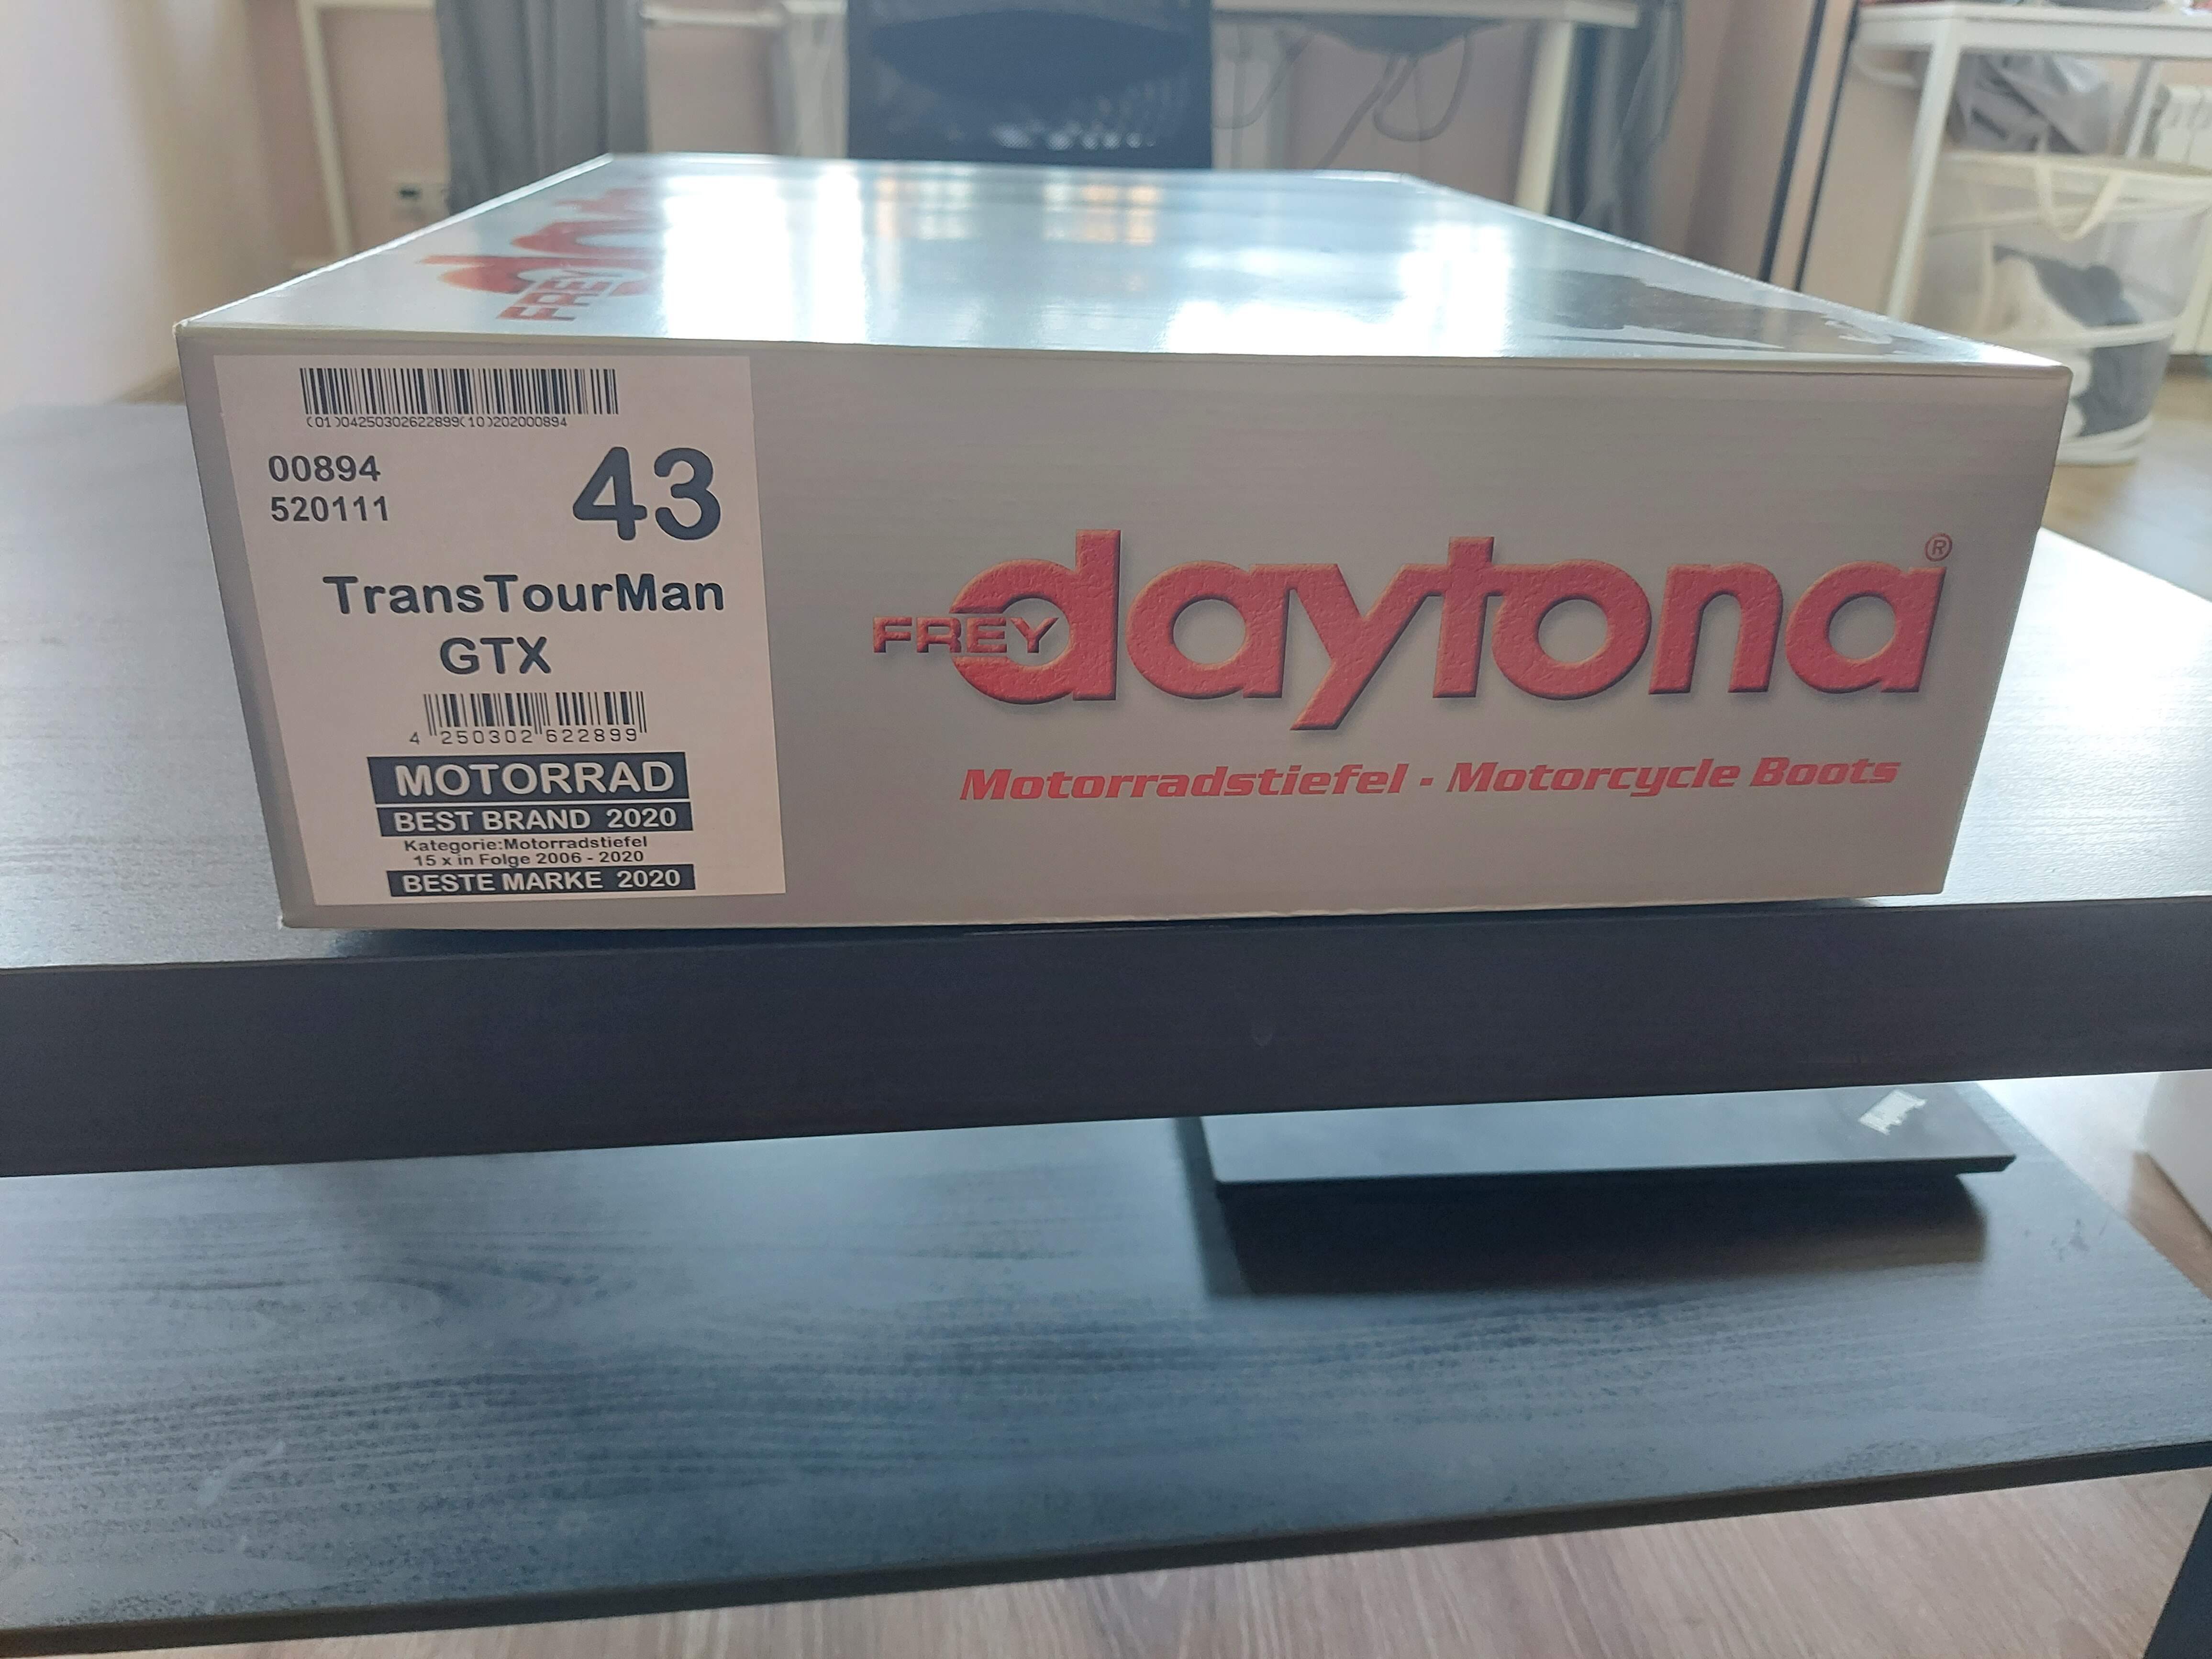 FREY
(01)04250302622899(10)202000894
00894
520111
43
TransTourMan
GTX
4 250302 622899
MOTORRAD
BEST BRAND 2020
Kategorie:Motorradstiefel
15 x in Folge 2006 - 2020
BESTE MARKE 2020
FREY daytona®
Motorradstiefel · Motorcycle Boots